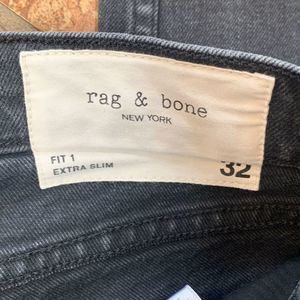 rag & bone
NEW YORK
FIT 1
EXTRA SLIM
32